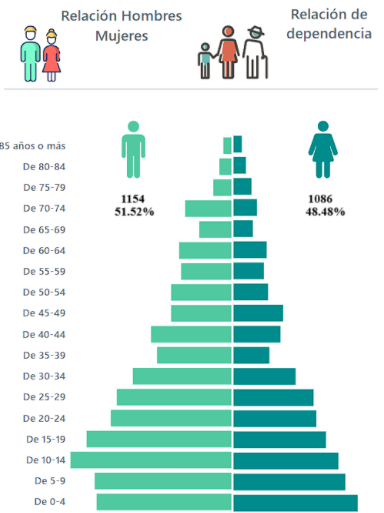 Relación Hombres
Mujeres
Relación de
dependencia
85 años o más
De 80-84
De 75-79
1154
51.52%
1086
48.48%
De 70-74
De 65-69
De 60-64
De 55-59
De 50-54
De 45-49
De 40-44
De 35-39
De 30-34
De 25-29
De 20-24
De 15-19
De 10-14
De 5-9
De 0-4